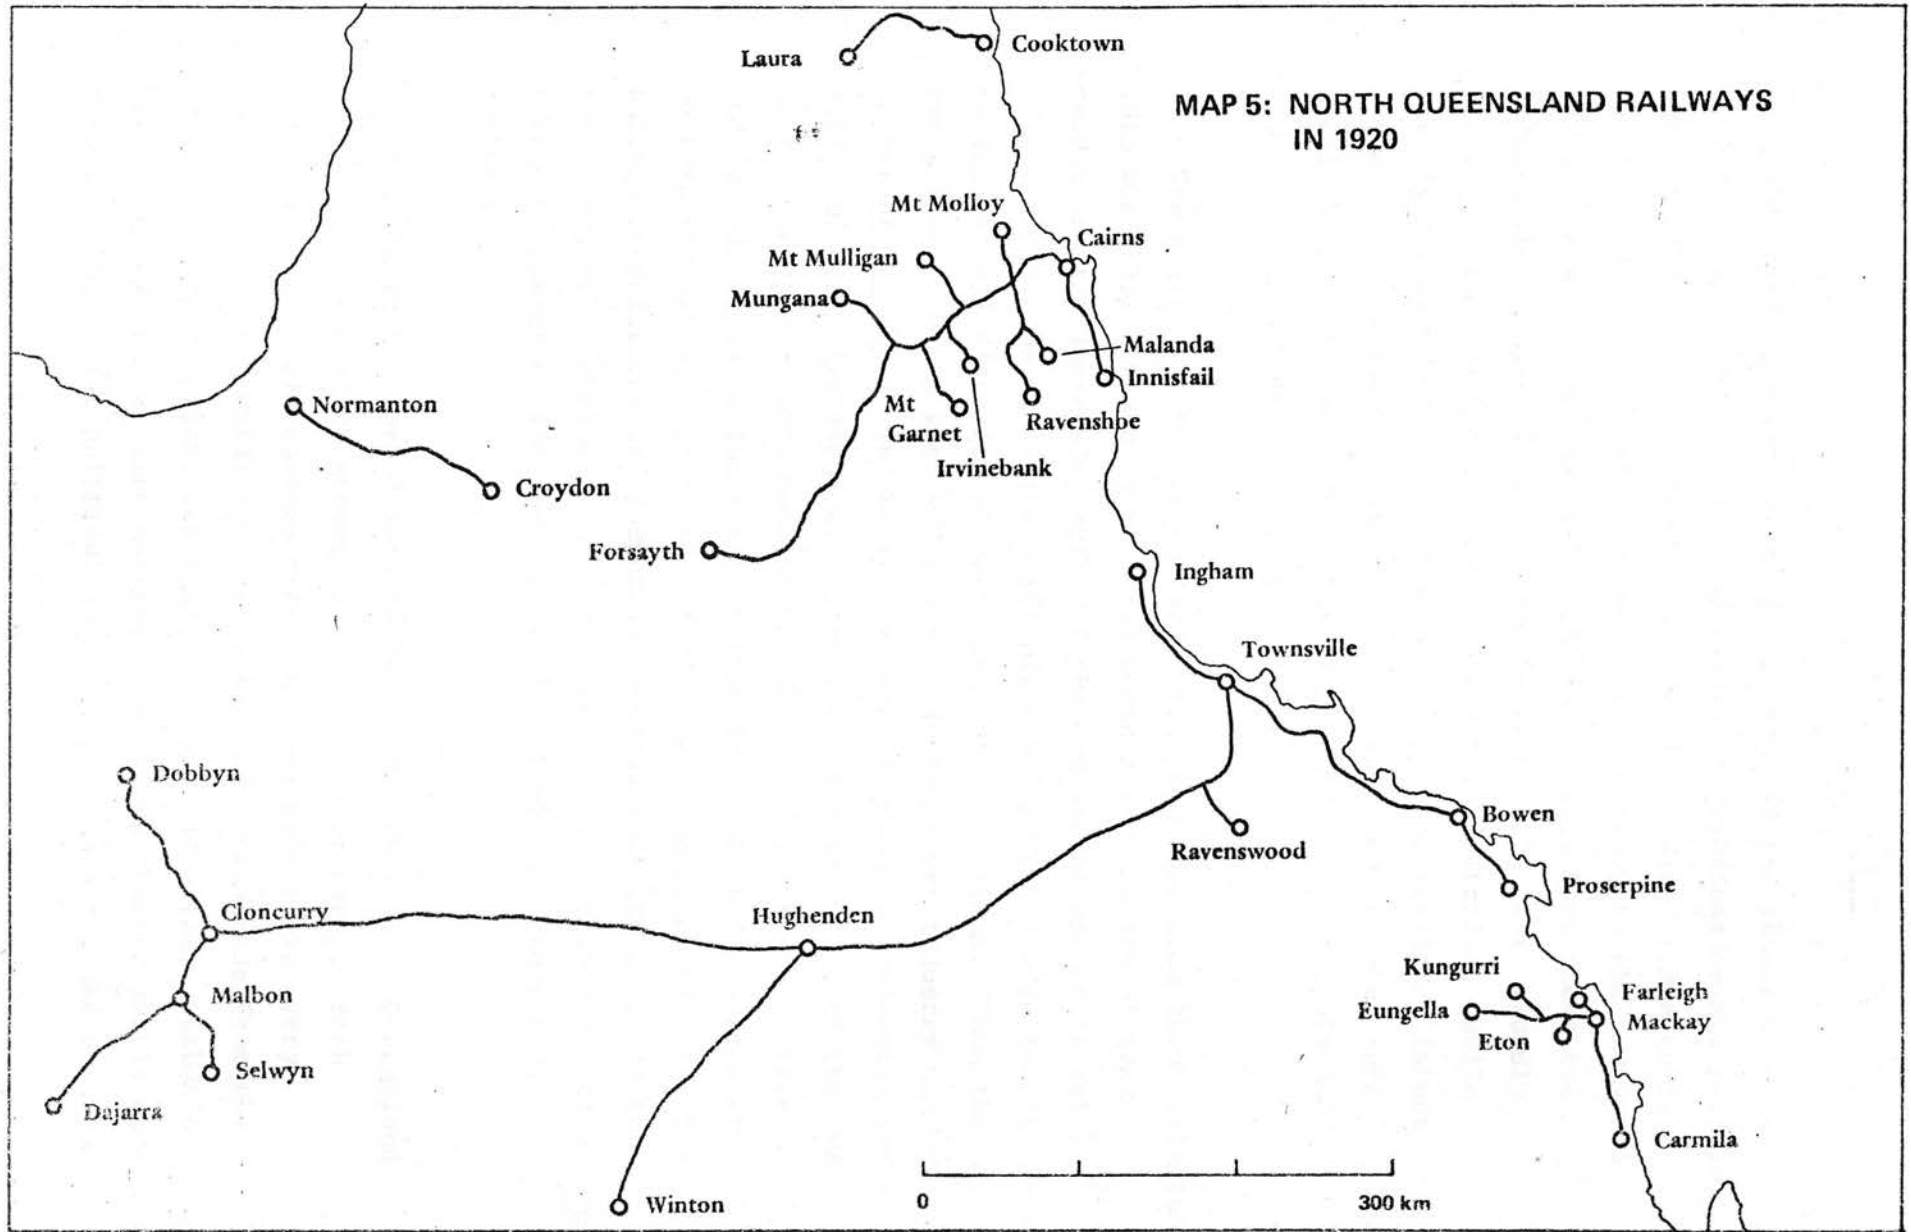 Laura
Cooktown
MAP 5: NORTH QUEENSLAND RAILWAYS
IN 1920
Mt Molloy
Cairns
Mt Mulligan
Mungana
Malanda
Innisfail
Normanton
Mt
Garnet
Ravenshoe
Irvinebank
Croydon
Forsayth
Ingham
Townsville
Dobbyn
Bowen
Ravenswood
Proserpine
Cloncurry
Hughenden
Kungurri
Farleigh
Malbon
Eungella
Mackay
Eton
Selwyn
Dajarra
Carmila
Winton
0
300 km